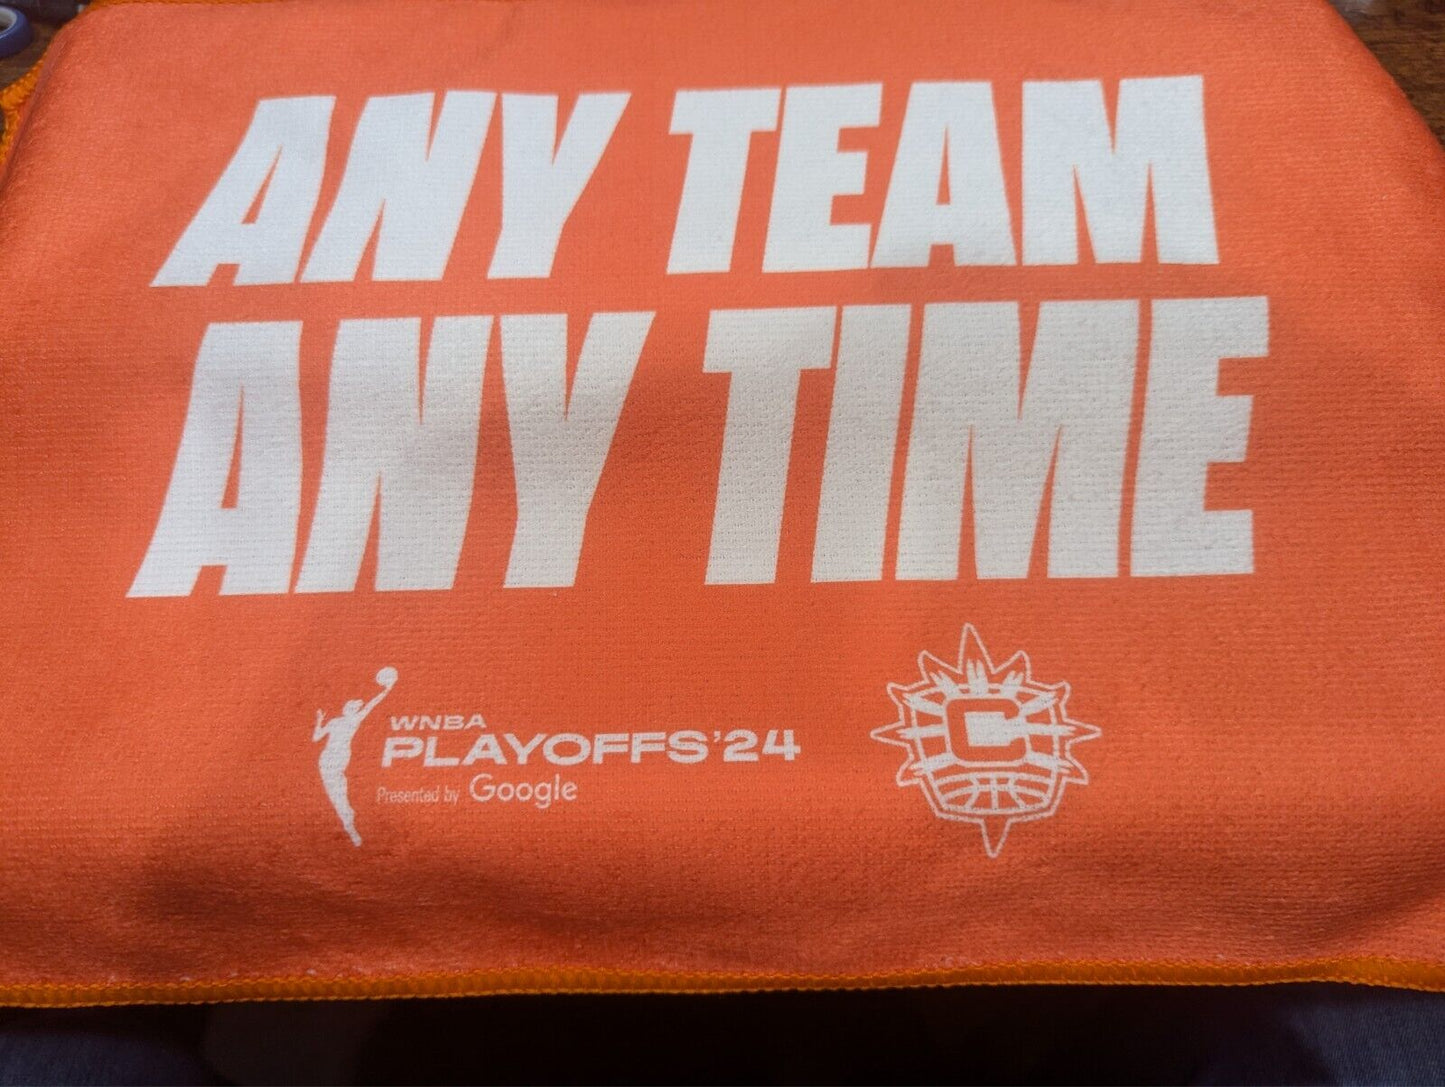 ANY TEAM
ANY TIME
WNBA
PLAYOFFS'24
Presented by Google
C